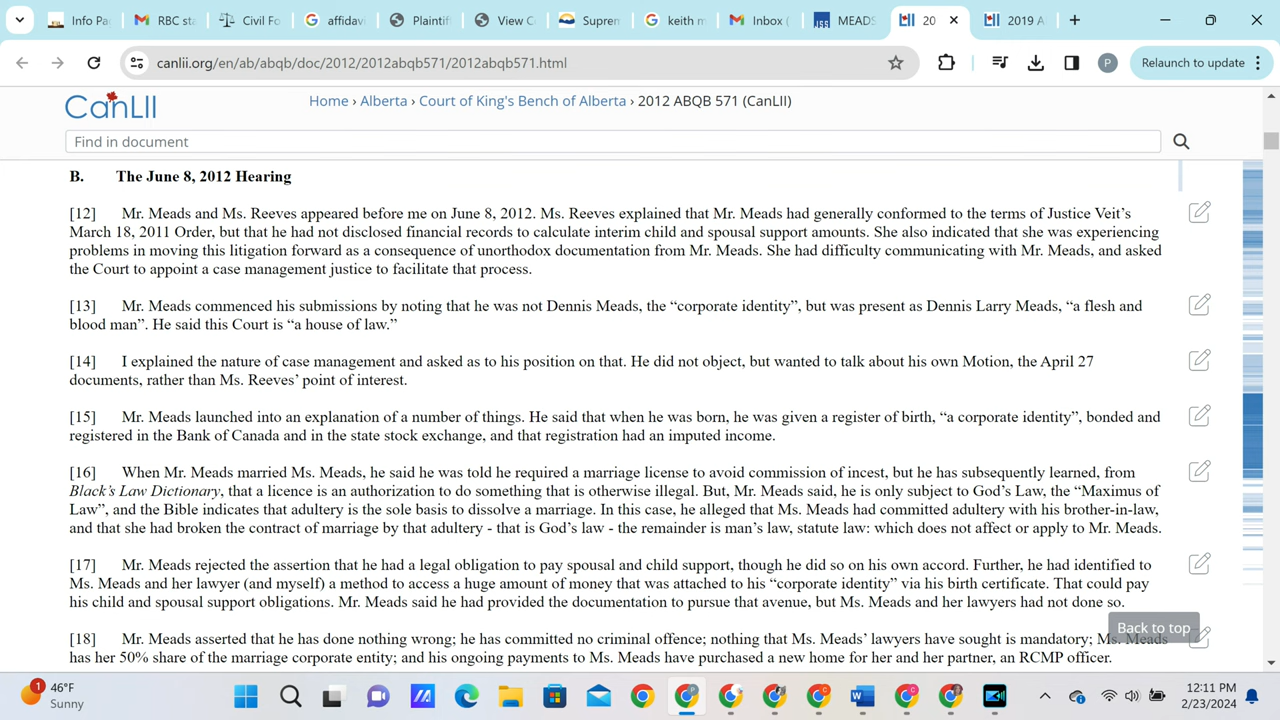 Info Pa
RBC sta
Civil Fo
affidavi
Plaintif
View C
Suprem
keith m
Inbox (
MEADS
20
2019 A
canlii.org/en/ab/abqb/doc/2012/2012abqb571/2012abqb571.html
P
Relaunch to update
CanLII
Home › Alberta › Court of King's Bench of Alberta › 2012 ABQB 571 (CanLII)
Find in document
B. The June 8, 2012 Hearing
[12] Mr. Meads and Ms. Reeves appeared before me on June 8, 2012. Ms. Reeves explained that Mr. Meads had generally conformed to the terms of Justice Veit’s
March 18, 2011 Order, but that he had not disclosed financial records to calculate interim child and spousal support amounts. She also indicated that she was experiencing
problems in moving this litigation forward as a consequence of unorthodox documentation from Mr. Meads. She had difficulty communicating with Mr. Meads, and asked
the Court to appoint a case management justice to facilitate that process.
[13] Mr. Meads commenced his submissions by noting that he was not Dennis Meads, the “corporate identity”, but was present as Dennis Larry Meads, “a flesh and
blood man”. He said this Court is “a house of law.”
[14] I explained the nature of case management and asked as to his position on that. He did not object, but wanted to talk about his own Motion, the April 27
documents, rather than Ms. Reeves’ point of interest.
[15] Mr. Meads launched into an explanation of a number of things. He said that when he was born, he was given a register of birth, “a corporate identity”, bonded and
registered in the Bank of Canada and in the state stock exchange, and that registration had an imputed income.
[16] When Mr. Meads married Ms. Meads, he said he was told he required a marriage license to avoid commission of incest, but he has subsequently learned, from
Black’s Law Dictionary, that a licence is an authorization to do something that is otherwise illegal. But, Mr. Meads said, he is only subject to God’s Law, the “Maximus of
Law”, and the Bible indicates that adultery is the sole basis to dissolve a marriage. In this case, he alleged that Ms. Meads had committed adultery with his brother-in-law,
and that she had broken the contract of marriage by that adultery - that is God’s law - the remainder is man’s law, statute law: which does not affect or apply to Mr. Meads.
[17] Mr. Meads rejected the assertion that he had a legal obligation to pay spousal and child support, though he did so on his own accord. Further, he had identified to
Ms. Meads and her lawyer (and myself) a method to access a huge amount of money that was attached to his “corporate identity” via his birth certificate. That could pay
his child and spousal support obligations. Mr. Meads said he had provided the documentation to pursue that avenue, but Ms. Meads and her lawyers had not done so.
Back to top
[18] Mr. Meads asserted that he has done nothing wrong; he has committed no criminal offence; nothing that Ms. Meads’ lawyers have sought is mandatory; Ms. Meads
has her 50% share of the marriage corporate entity; and his ongoing payments to Ms. Meads have purchased a new home for her and her partner, an RCMP officer.
1
46°F
Sunny
12:11 PM
2/23/2024